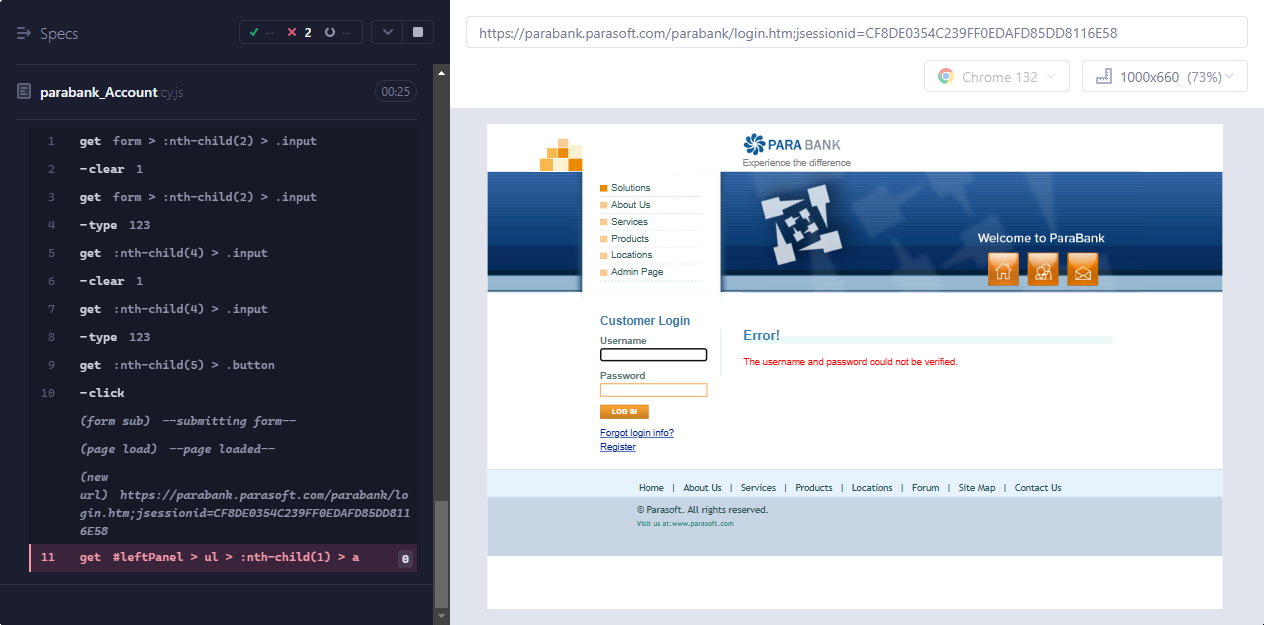 Specs
-- 2 --
parabank_Account.cy.js
00:25
1 get form > :nth-child(2) > .input
2 -clear 1
3 get form > :nth-child(2) > .input
4 -type 123
5 get :nth-child(4) > .input
6 -clear 1
7 get :nth-child(4) > .input
8 -type 123
9 get :nth-child(5) > .button
10 -click
(form sub) --submitting form--
(page load) --page loaded--
(new
url) https://parabank.parasoft.com/parabank/lo
gin.htm;jsessionid=CF8DE0354C239FF0EDAFD85DD811
6E58
11 get #leftPanel > ul > :nth-child(1) > a 0
https://parabank.parasoft.com/parabank/login.htm;jsessionid=CF8DE0354C239FF0EDAFD85DD8116E58
Chrome 132
1000x660 (73%)
PARA BANK
Experience the difference
Solutions
About Us
Services
Products
Locations
Admin Page
Welcome to ParaBank
Customer Login
Username
Password
LOG IN
Forgot login info?
Register
Error!
The username and password could not be verified.
Home | About Us | Services | Products | Locations | Forum | Site Map | Contact Us
© Parasoft. All rights reserved.
Visit us at:www.parasoft.com